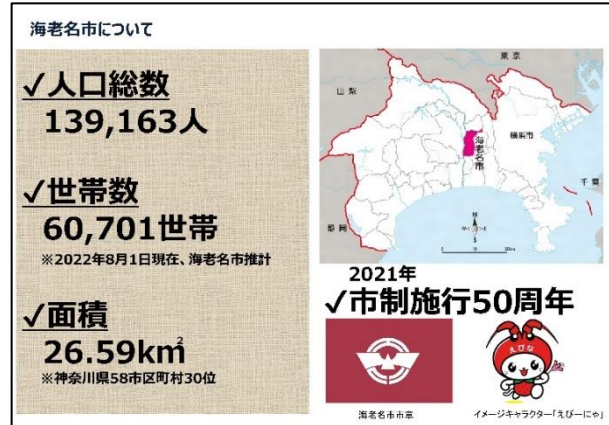 海老名市について
✓人口総数
139,163人
✓世帯数
60,701世帯
※2022年8月1日現在、海老名市推計
✓面積
26.59k㎡
※神奈川県58市区町村30位
東京
山梨
海老名市
横浜市
千葉
静岡
N
2021年
✓市制施行50周年
えびな
海老名市市章
イメージキャラクター「えびーにゃ」